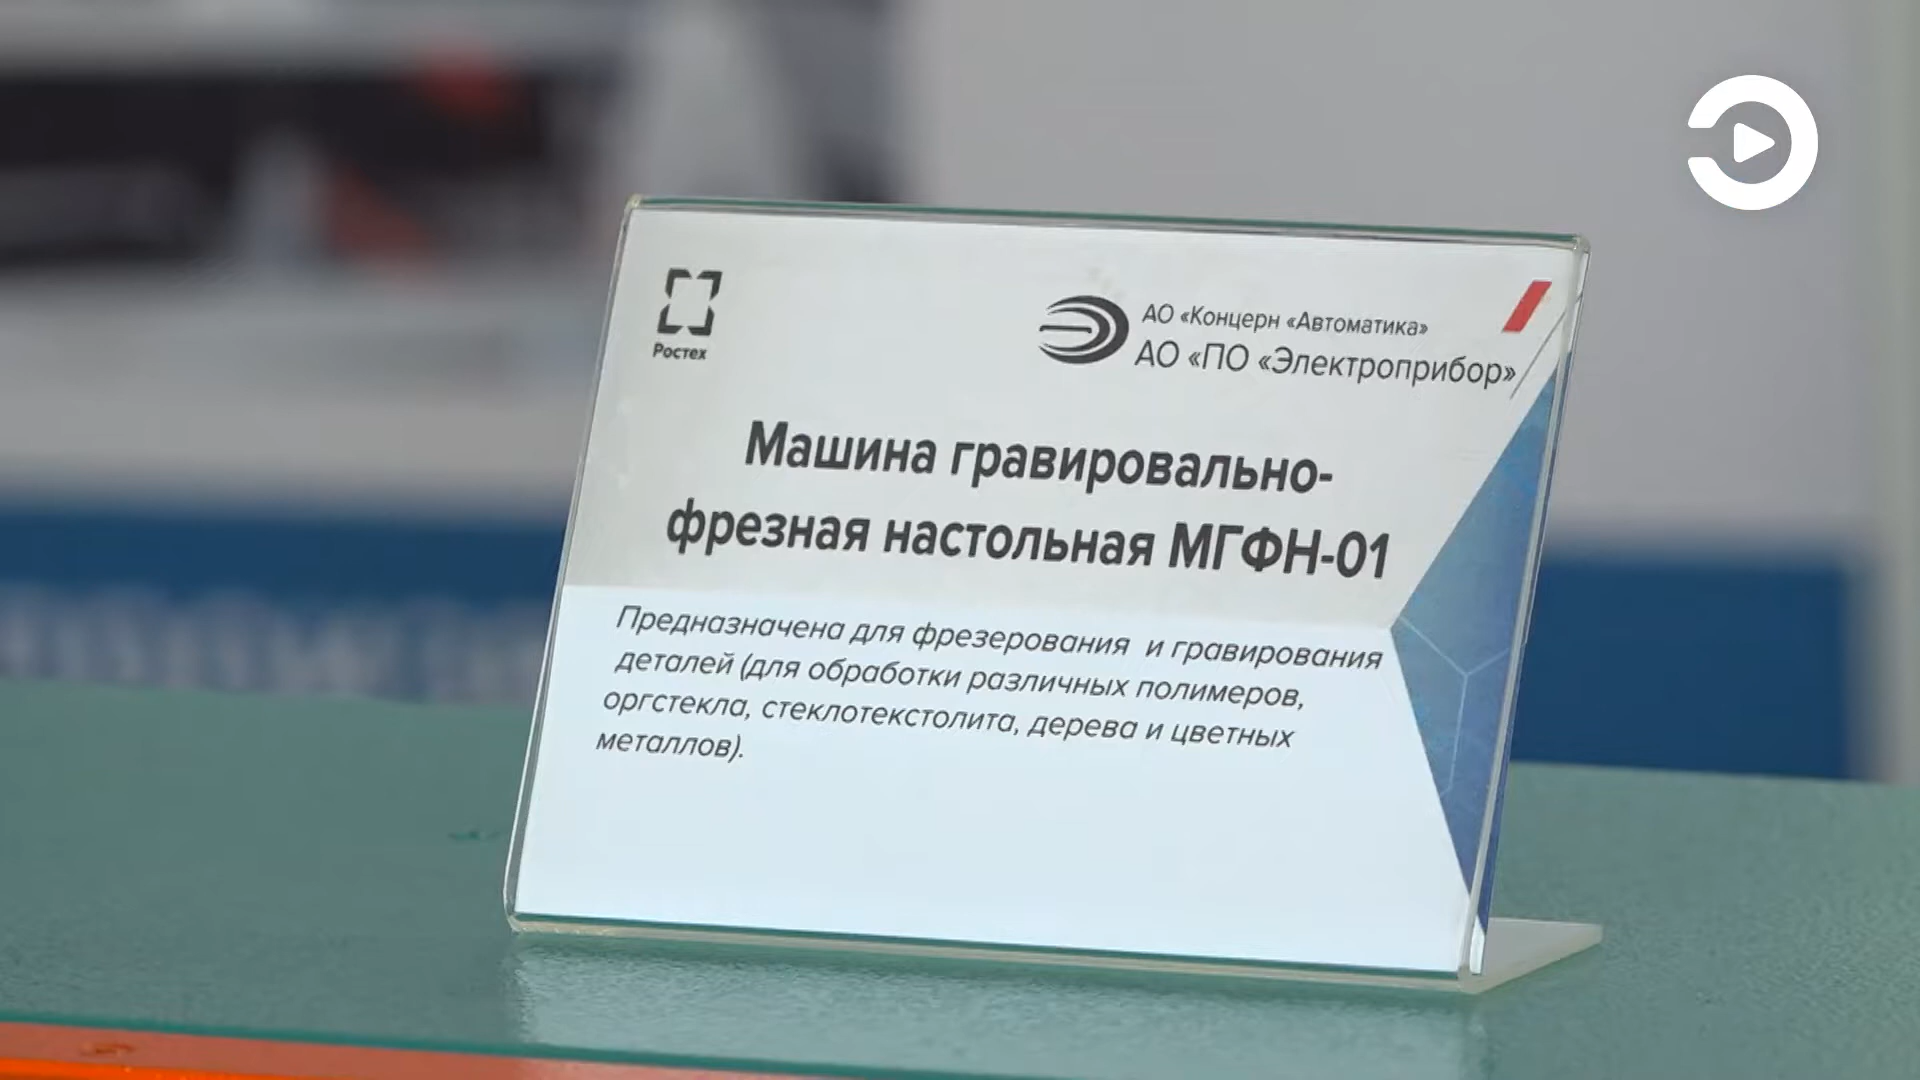 Ростех
АО «Концерн «Автоматика»
АО «ПО «Электроприбор»
Машина гравировально-
фрезная настольная МГФН-01
Предназначена для фрезерования и гравирования
деталей (для обработки различных полимеров,
оргстекла, стеклотекстолита, дерева и цветных
металлов).